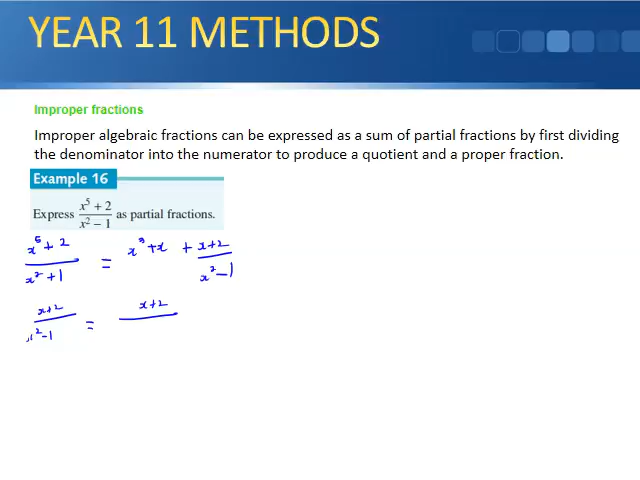 YEAR 11 METHODS
Improper fractions
Improper algebraic fractions can be expressed as a sum of partial fractions by first dividing
the denominator into the numerator to produce a quotient and a proper fraction.
Example 16
Express x⁵ + 2 / x² − 1 as partial fractions.
x⁵ + 2 / x² + 1 = x³ + x + x+2 / x² − 1
x+2 / x² − 1 = x+2